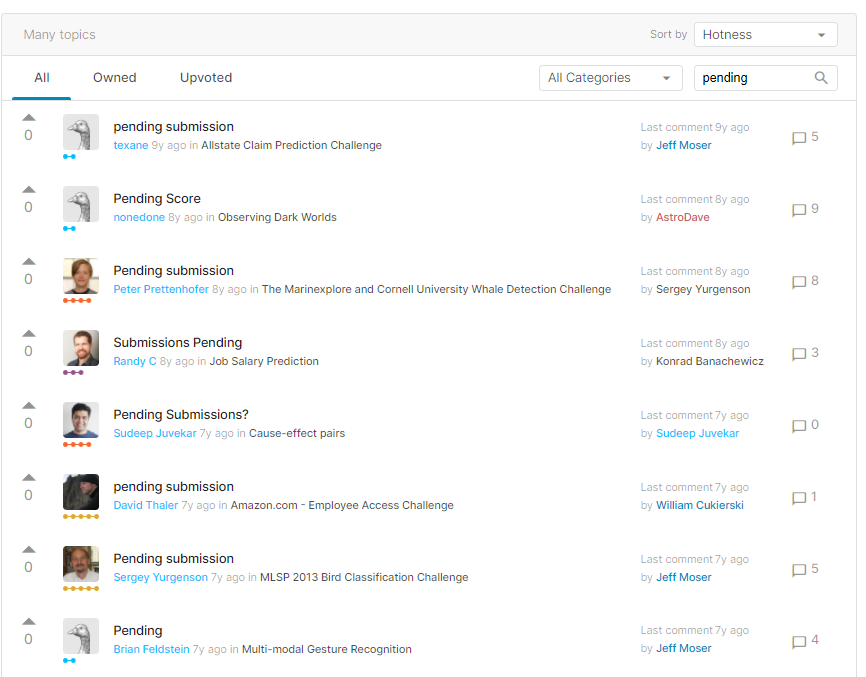 Many topics
Sort by Hotness
All Owned Upvoted All Categories pending
pending submission
0 texane 9y ago in Allstate Claim Prediction Challenge
Last comment 9y ago
by Jeff Moser
5
Pending Score
0 nonedone 8y ago in Observing Dark Worlds
Last comment 8y ago
by AstroDave
9
Pending submission
0 Peter Prettenhofer 8y ago in The Marinexplore and Cornell University Whale Detection Challenge
Last comment 8y ago
by Sergey Yurgenson
8
Submissions Pending
0 Randy C 8y ago in Job Salary Prediction
Last comment 8y ago
by Konrad Banachewicz
3
Pending Submissions?
0 Sudeep Juvekar 7y ago in Cause-effect pairs
Last comment 7y ago
by Sudeep Juvekar
0
pending submission
0 David Thaler 7y ago in Amazon.com - Employee Access Challenge
Last comment 7y ago
by William Cukierski
1
Pending submission
0 Sergey Yurgenson 7y ago in MLSP 2013 Bird Classification Challenge
Last comment 7y ago
by Jeff Moser
5
Pending
0 Brian Feldstein 7y ago in Multi-modal Gesture Recognition
Last comment 7y ago
by Jeff Moser
4